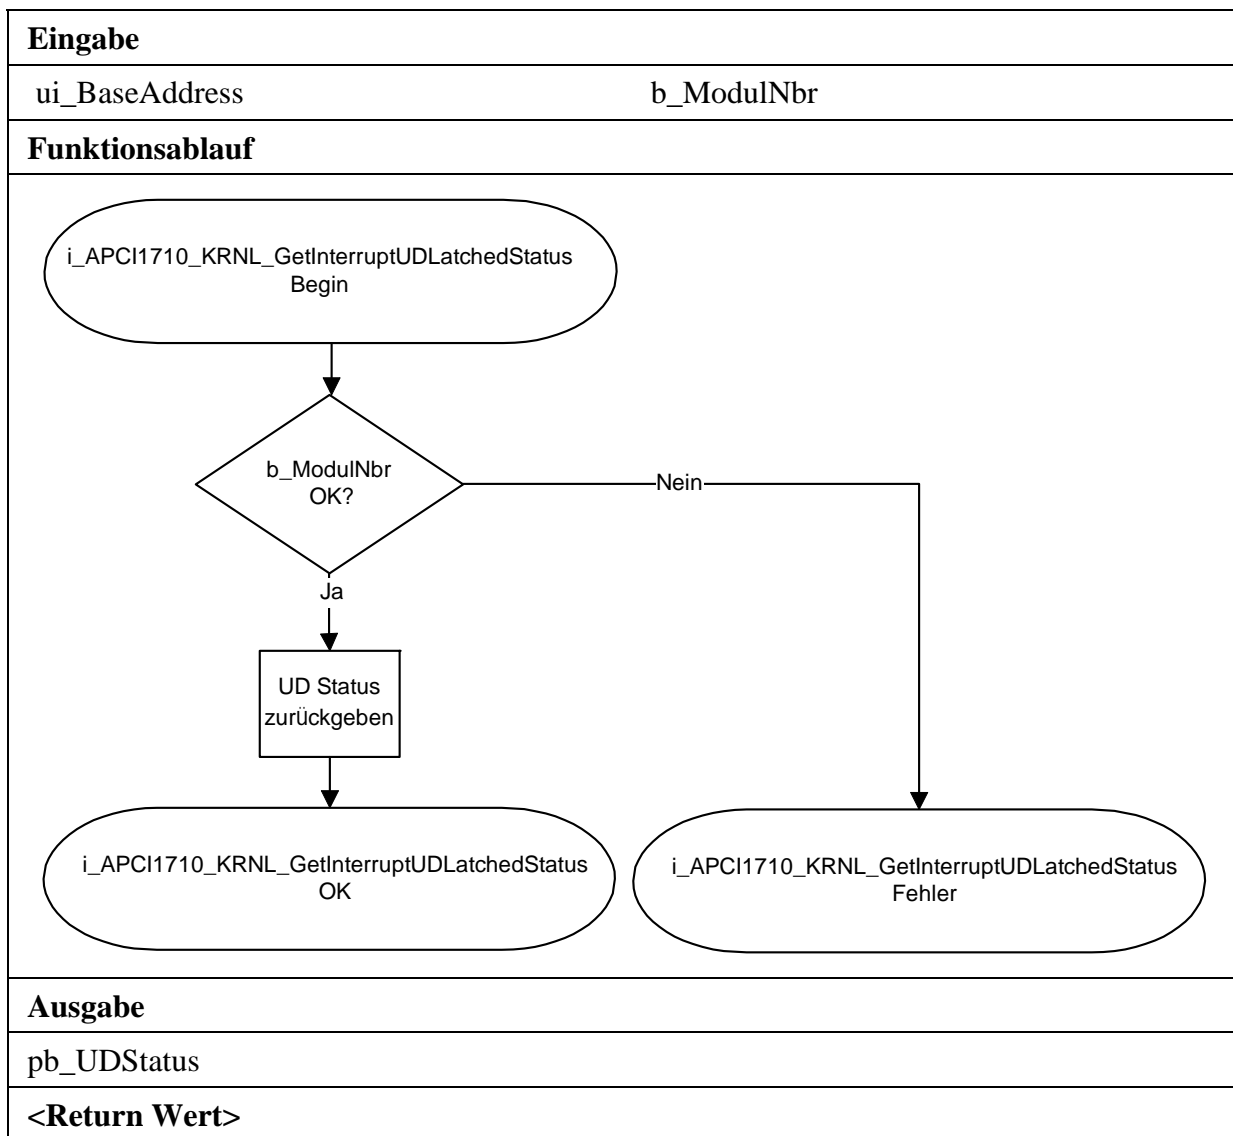 Eingabe
ui_BaseAddress b_ModulNbr
Funktionsablauf
i_APCI1710_KRNL_GetInterruptUDLatchedStatus
Begin
b_ModulNbr
OK?
Nein
Ja
UD Status
zurückgeben
i_APCI1710_KRNL_GetInterruptUDLatchedStatus
OK
i_APCI1710_KRNL_GetInterruptUDLatchedStatus
Fehler
Ausgabe
pb_UDStatus
<Return Wert>